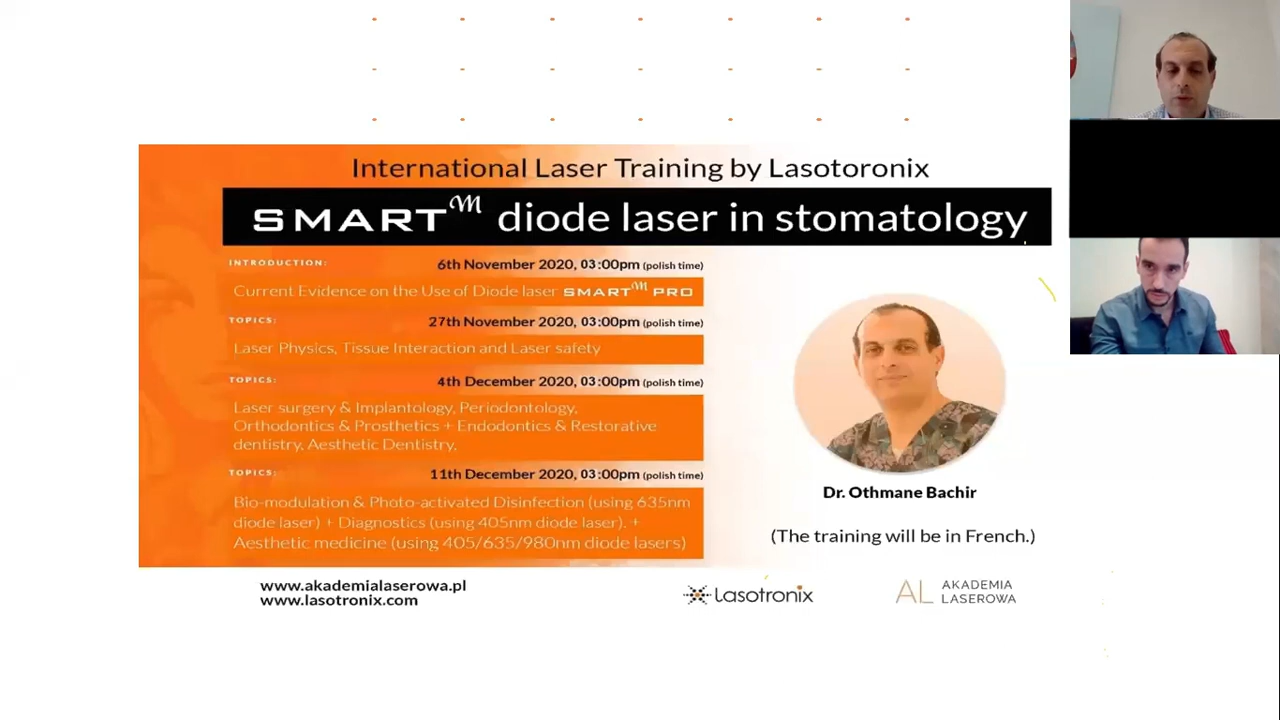 International Laser Training by Lasotoronix
SMARTᴹ diode laser in stomatology
INTRODUCTION:
6th November 2020, 03:00pm (polish time)
Current Evidence on the Use of Diode laser SMARTᴹ PRO
TOPICS:
27th November 2020, 03:00pm (polish time)
Laser Physics, Tissue Interaction and Laser safety
TOPICS:
4th December 2020, 03:00pm (polish time)
Laser surgery & Implantology, Periodontology,
Orthodontics & Prosthetics + Endodontics & Restorative
dentistry, Aesthetic Dentistry.
TOPICS:
11th December 2020, 03:00pm (polish time)
Bio-modulation & Photo-activated Disinfection (using 635nm
diode laser) + Diagnostics (using 405nm diode laser). +
Aesthetic medicine (using 405/635/980nm diode lasers)
Dr. Othmane Bachir
(The training will be in French.)
www.akademialaserowa.pl
www.lasotronix.com
Lasotronix
AL AKADEMIA
LASEROWA